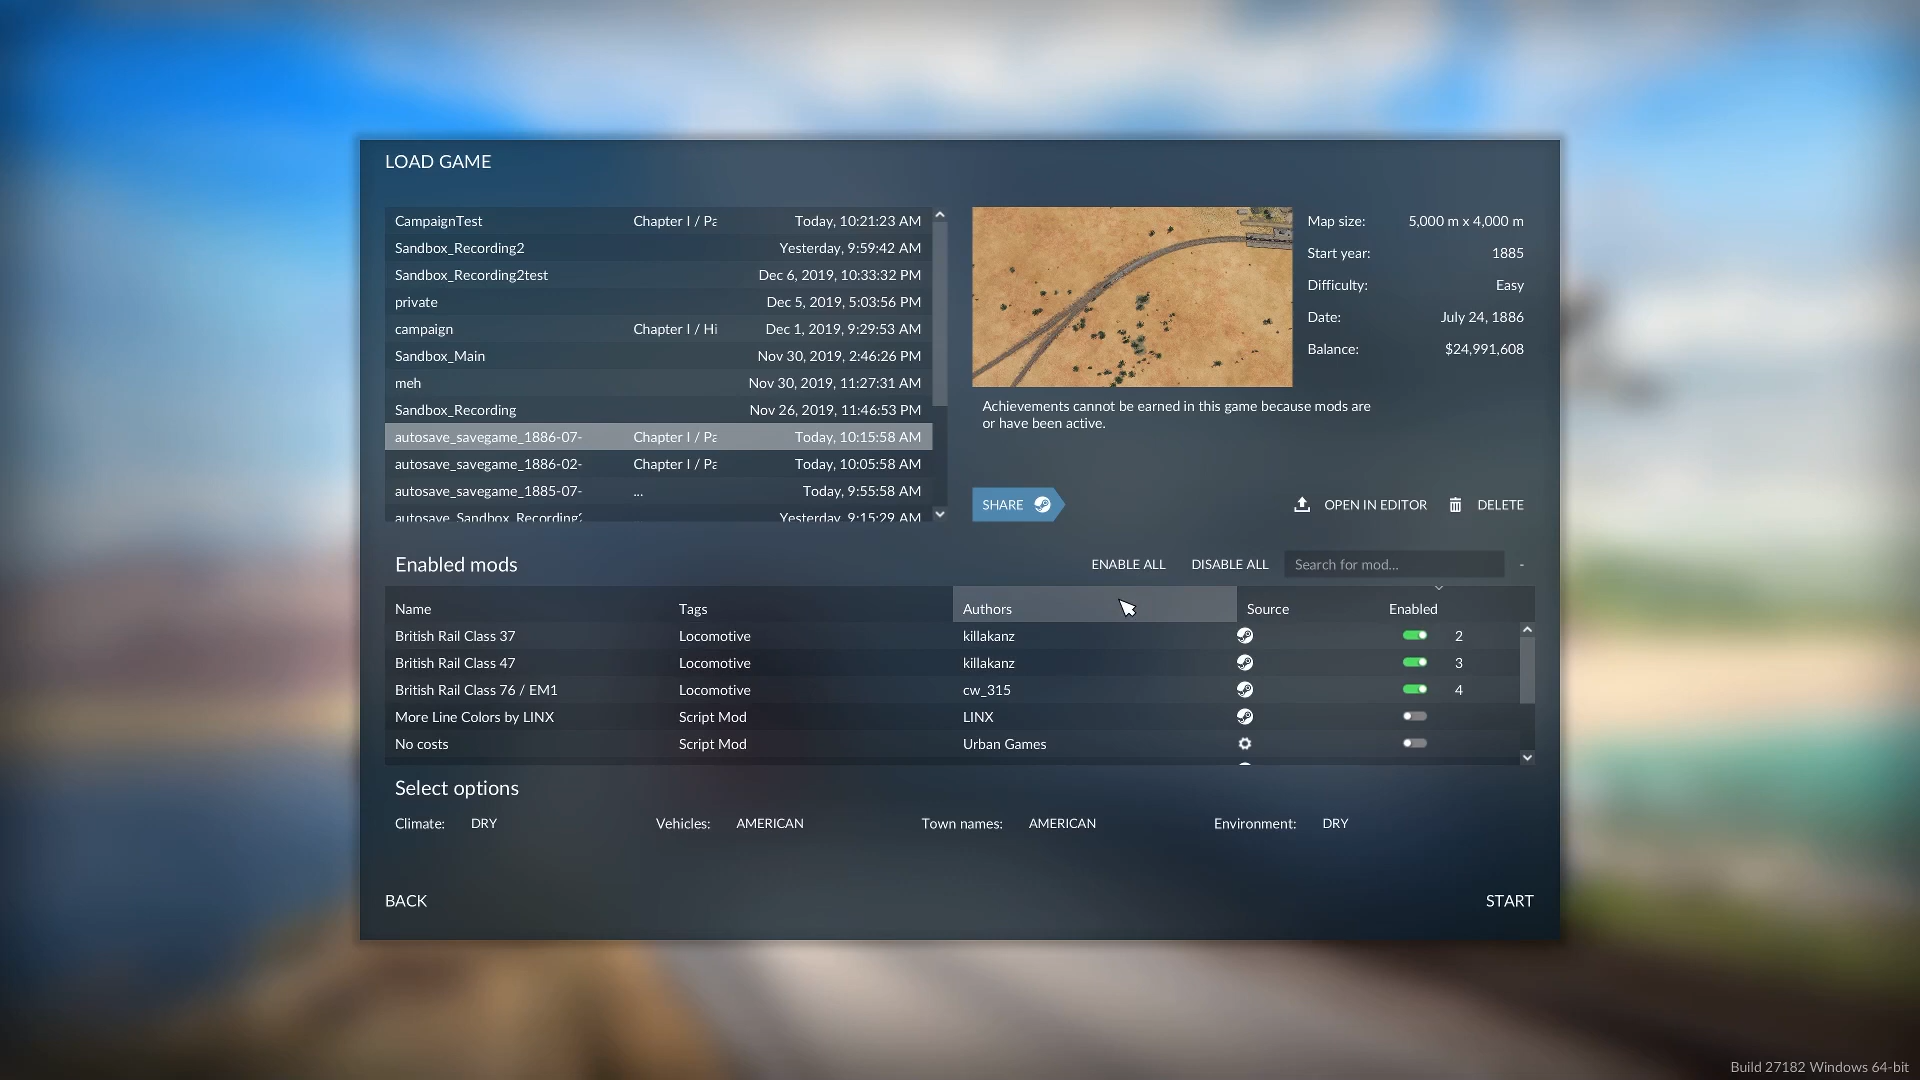 LOAD GAME
CampaignTest Chapter I / Pa Today, 10:21:23 AM
Sandbox_Recording2 Yesterday, 9:59:42 AM
Sandbox_Recording2test Dec 6, 2019, 10:33:32 PM
private Dec 5, 2019, 5:03:56 PM
campaign Chapter I / Hi Dec 1, 2019, 9:29:53 AM
Sandbox_Main Nov 30, 2019, 2:46:26 PM
meh Nov 30, 2019, 11:27:31 AM
Sandbox_Recording Nov 26, 2019, 11:46:53 PM
autosave_savegame_1886-07- Chapter I / Pa Today, 10:15:58 AM
autosave_savegame_1886-02- Chapter I / Pa Today, 10:05:58 AM
autosave_savegame_1885-07- ... Today, 9:55:58 AM
autosave_Sandbox_Recording2 Yesterday, 9:15:29 AM
Map size: 5,000 m x 4,000 m
Start year: 1885
Difficulty: Easy
Date: July 24, 1886
Balance: $24,991,608
Achievements cannot be earned in this game because mods are
or have been active.
SHARE OPEN IN EDITOR DELETE
Enabled mods ENABLE ALL DISABLE ALL Search for mod... -
Name Tags Authors Source Enabled
British Rail Class 37 Locomotive killakanz 2
British Rail Class 47 Locomotive killakanz 3
British Rail Class 76 / EM1 Locomotive cw_315 4
More Line Colors by LINX Script Mod LINX
No costs Script Mod Urban Games
Select options
Climate: DRY Vehicles: AMERICAN Town names: AMERICAN Environment: DRY
BACK START
Build 27182 Windows 64-bit